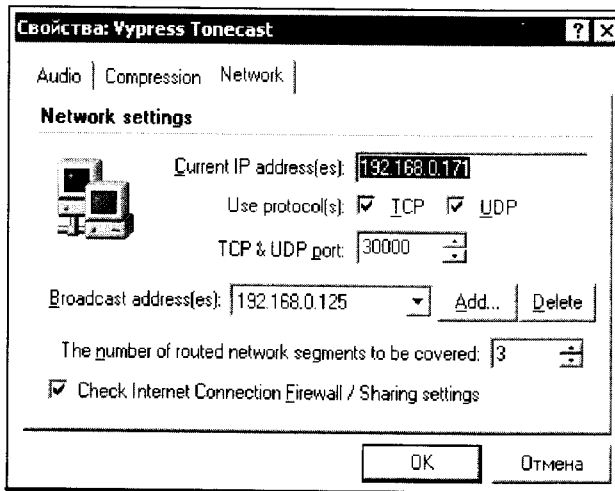 Свойства: Vypress Tonecast
Audio Compression Network
Network settings
Current IP address(es): 192.168.0.171
Use protocol(s): TCP UDP
TCP & UDP port: 30000
Broadcast address(es): 192.168.0.125 Add... Delete
The number of routed network segments to be covered: 3
Check Internet Connection Firewall / Sharing settings
OK Отмена